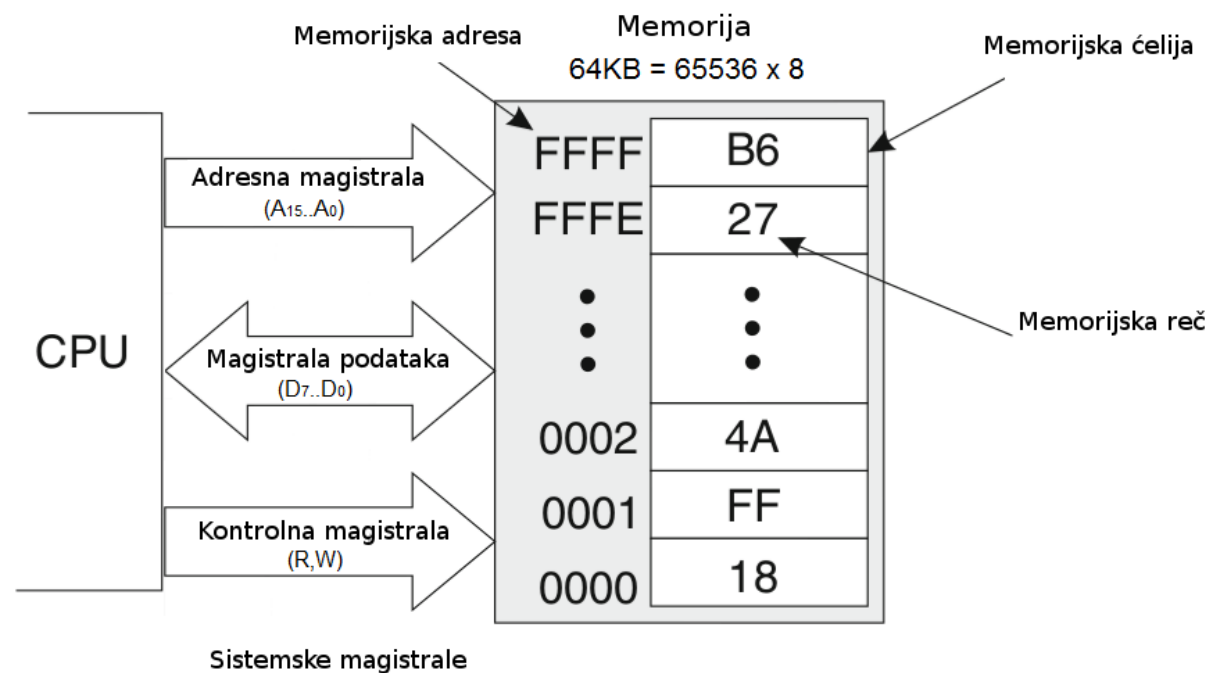 Memorija
64KB = 65536 x 8
Memorijska adresa
Memorijska ćelija
CPU
Adresna magistrala
(A15..A0)
Magistrala podataka
(D7..D0)
Kontrolna magistrala
(R,W)
FFFF B6
FFFE 27
Memorijska reč
0002 4A
0001 FF
0000 18
Sistemske magistrale